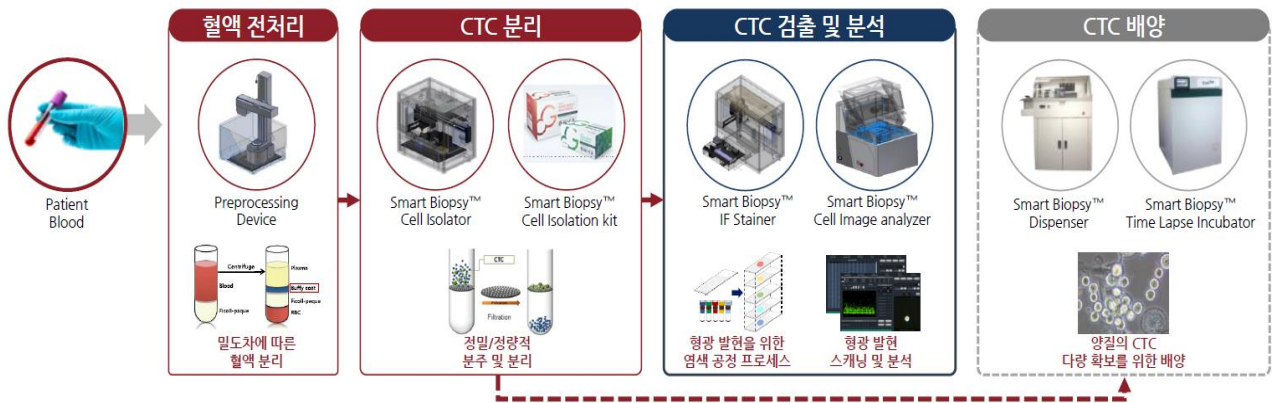 혈액 전처리
CTC 분리
CTC 검출 및 분석
CTC 배양
Patient
Blood
Preprocessing
Device
Smart Biopsy™
Cell Isolator
Smart Biopsy™
Cell Isolation kit
Smart Biopsy™
IF Stainer
Smart Biopsy™
Cell Image analyzer
Smart Biopsy™
Dispenser
Smart Biopsy™
Time Lapse Incubator
Centrifuge
Blood
Ficoll-paque
Plasma
Buffy coat
Ficoll-paque
RBC
밀도차에 따른
혈액 분리
CTC
Filtration
정밀/정량적
분주 및 분리
형광 발현을 위한
염색 공정 프로세스
형광 발현
스캐닝 및 분석
양질의 CTC
다량 확보를 위한 배양